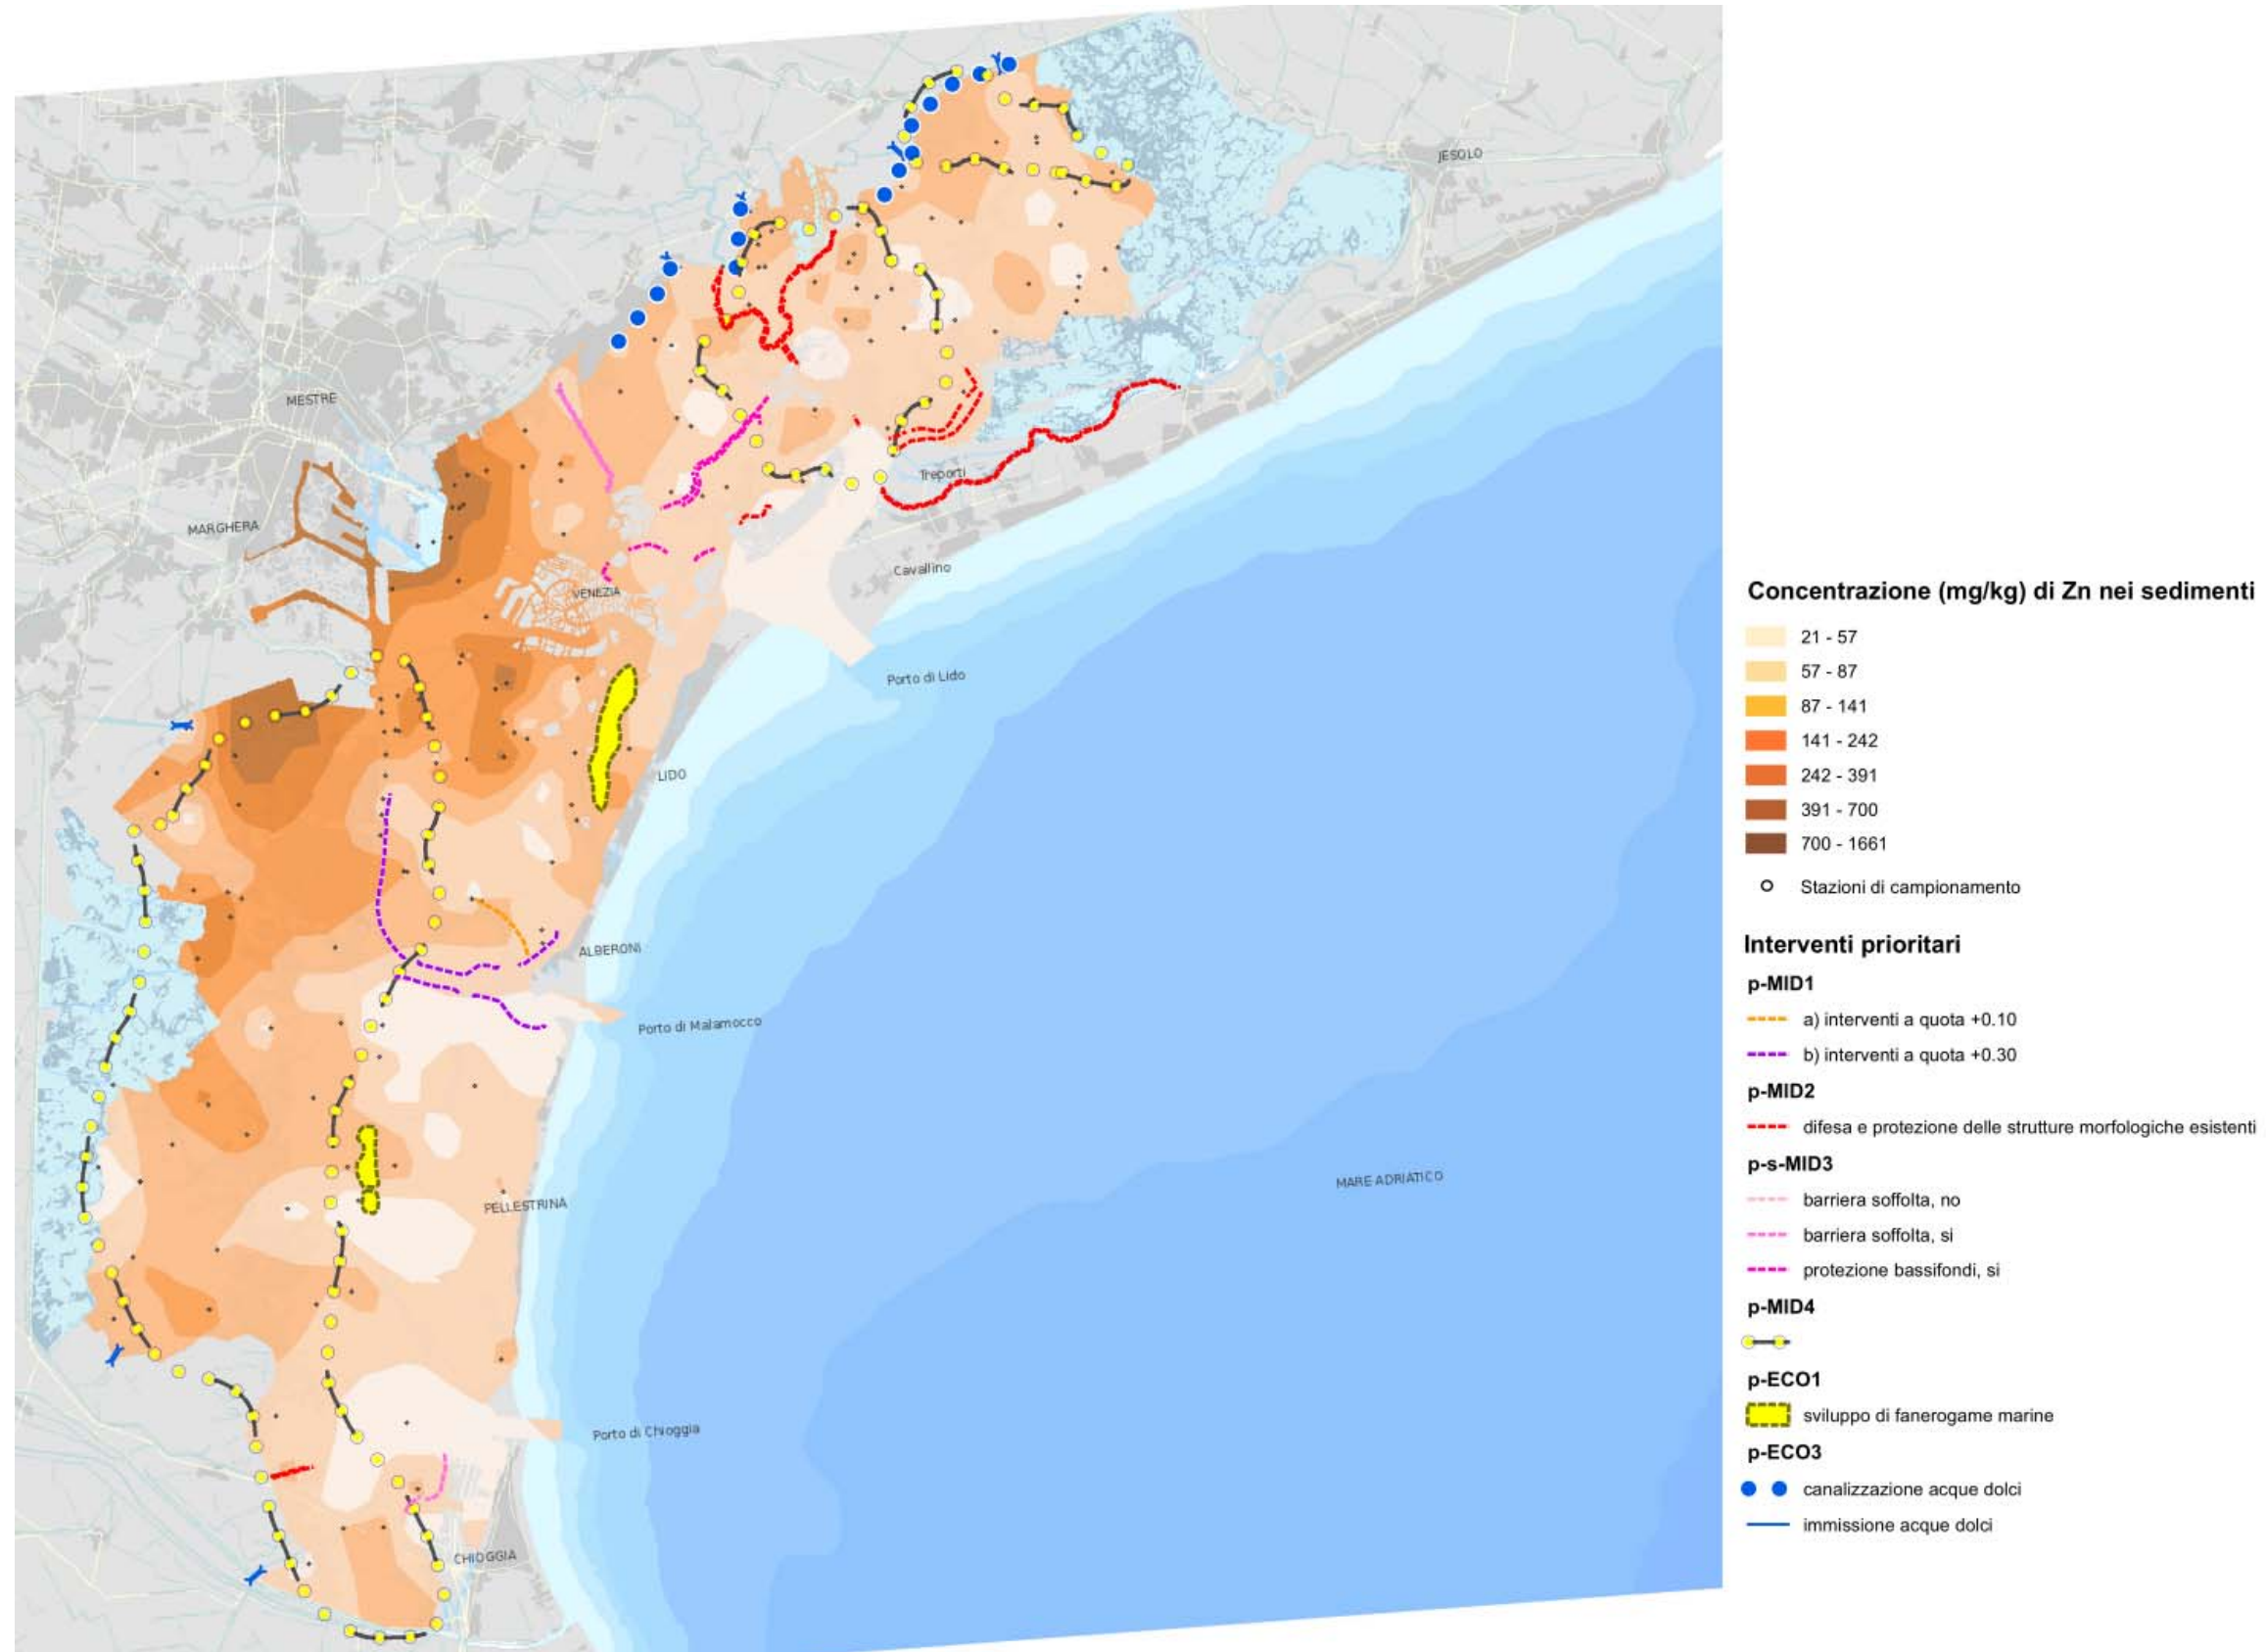 JESOLO
MESTRE
Treporti
MARGHERA
Cavallino
VENEZIA
Porto di Lido
LIDO
ALBERONI
Porto di Malamocco
MARE ADRIATICO
PELLESTRINA
Porto di Chioggia
CHIOGGIA
Concentrazione (mg/kg) di Zn nei sedimenti
21 - 57
57 - 87
87 - 141
141 - 242
242 - 391
391 - 700
700 - 1661
Stazioni di campionamento
Interventi prioritari
p-MID1
a) interventi a quota +0.10
b) interventi a quota +0.30
p-MID2
difesa e protezione delle strutture morfologiche esistenti
p-s-MID3
barriera soffolta, no
barriera soffolta, si
protezione bassifondi, si
p-MID4
p-ECO1
sviluppo di fanerogame marine
p-ECO3
canalizzazione acque dolci
immissione acque dolci